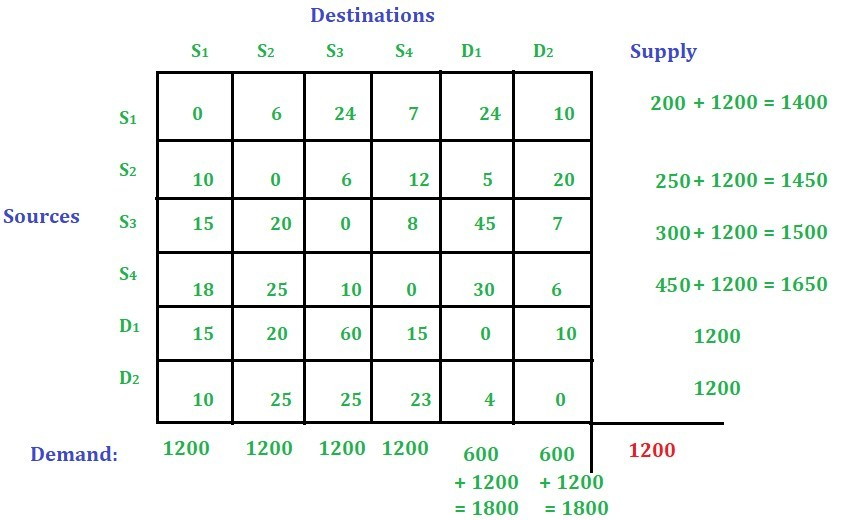 Destinations
S1 S2 S3 S4 D1 D2 Supply
S1 0 6 24 7 24 10 200 + 1200 = 1400
S2 10 0 6 12 5 20 250 + 1200 = 1450
Sources S3 15 20 0 8 45 7 300 + 1200 = 1500
S4 18 25 10 0 30 6 450 + 1200 = 1650
D1 15 20 60 15 0 10 1200
D2 10 25 25 23 4 0 1200
Demand: 1200 1200 1200 1200 600 600 1200
+ 1200 + 1200
= 1800 = 1800